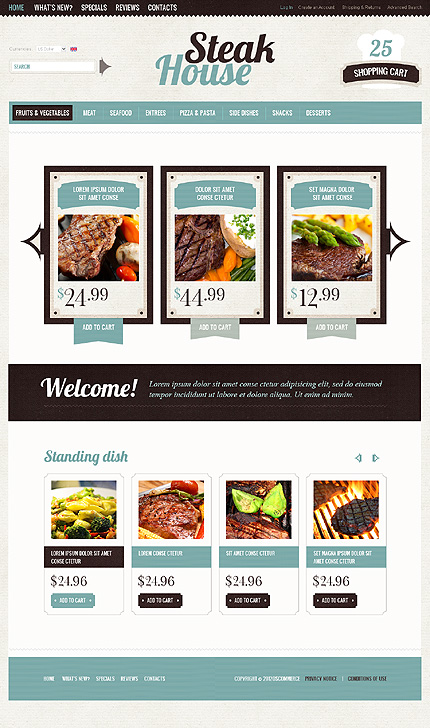 HOME WHAT'S NEW? SPECIALS REVIEWS CONTACTS
Log In Create an Account Shipping & Returns Advanced Search
Currencies: US Dollar
SEARCH
Steak
House
25
SHOPPING CART
FRUITS & VEGETABLES MEAT SEAFOOD ENTREES PIZZA & PASTA SIDE DISHES SNACKS DESSERTS
LOREM IPSUM DOLOR
SIT AMET CONSE
$24.99
ADD TO CART
DOLOR SIT AMET
CONSE CTETUR
$44.99
ADD TO CART
SET MAGNA DOLOR
SIT AMET CONSE
$12.99
ADD TO CART
Welcome!
Lorem ipsum dolor sit amet conse ctetur adipisicing elit, sed do eiusmod
tempor incididunt ut labore et dolore aliqua. Ut enim ad minim.
Standing dish
LOREM IPSUM DOLOR SIT AMET
CONSE CTETUR
$24.96
ADD TO CART
LOREM CONSE CTETUR
$24.96
ADD TO CART
SIT AMET CONSE CTETUR
$24.96
ADD TO CART
SET MAGNA IPSUM DOLOR
SIT AMET CONSE CTETUR
$24.96
ADD TO CART
HOME WHAT'S NEW? SPECIALS REVIEWS CONTACTS
COPYRIGHT © 2012 OSCOMMERCE PRIVACY NOTICE | CONDITIONS OF USE